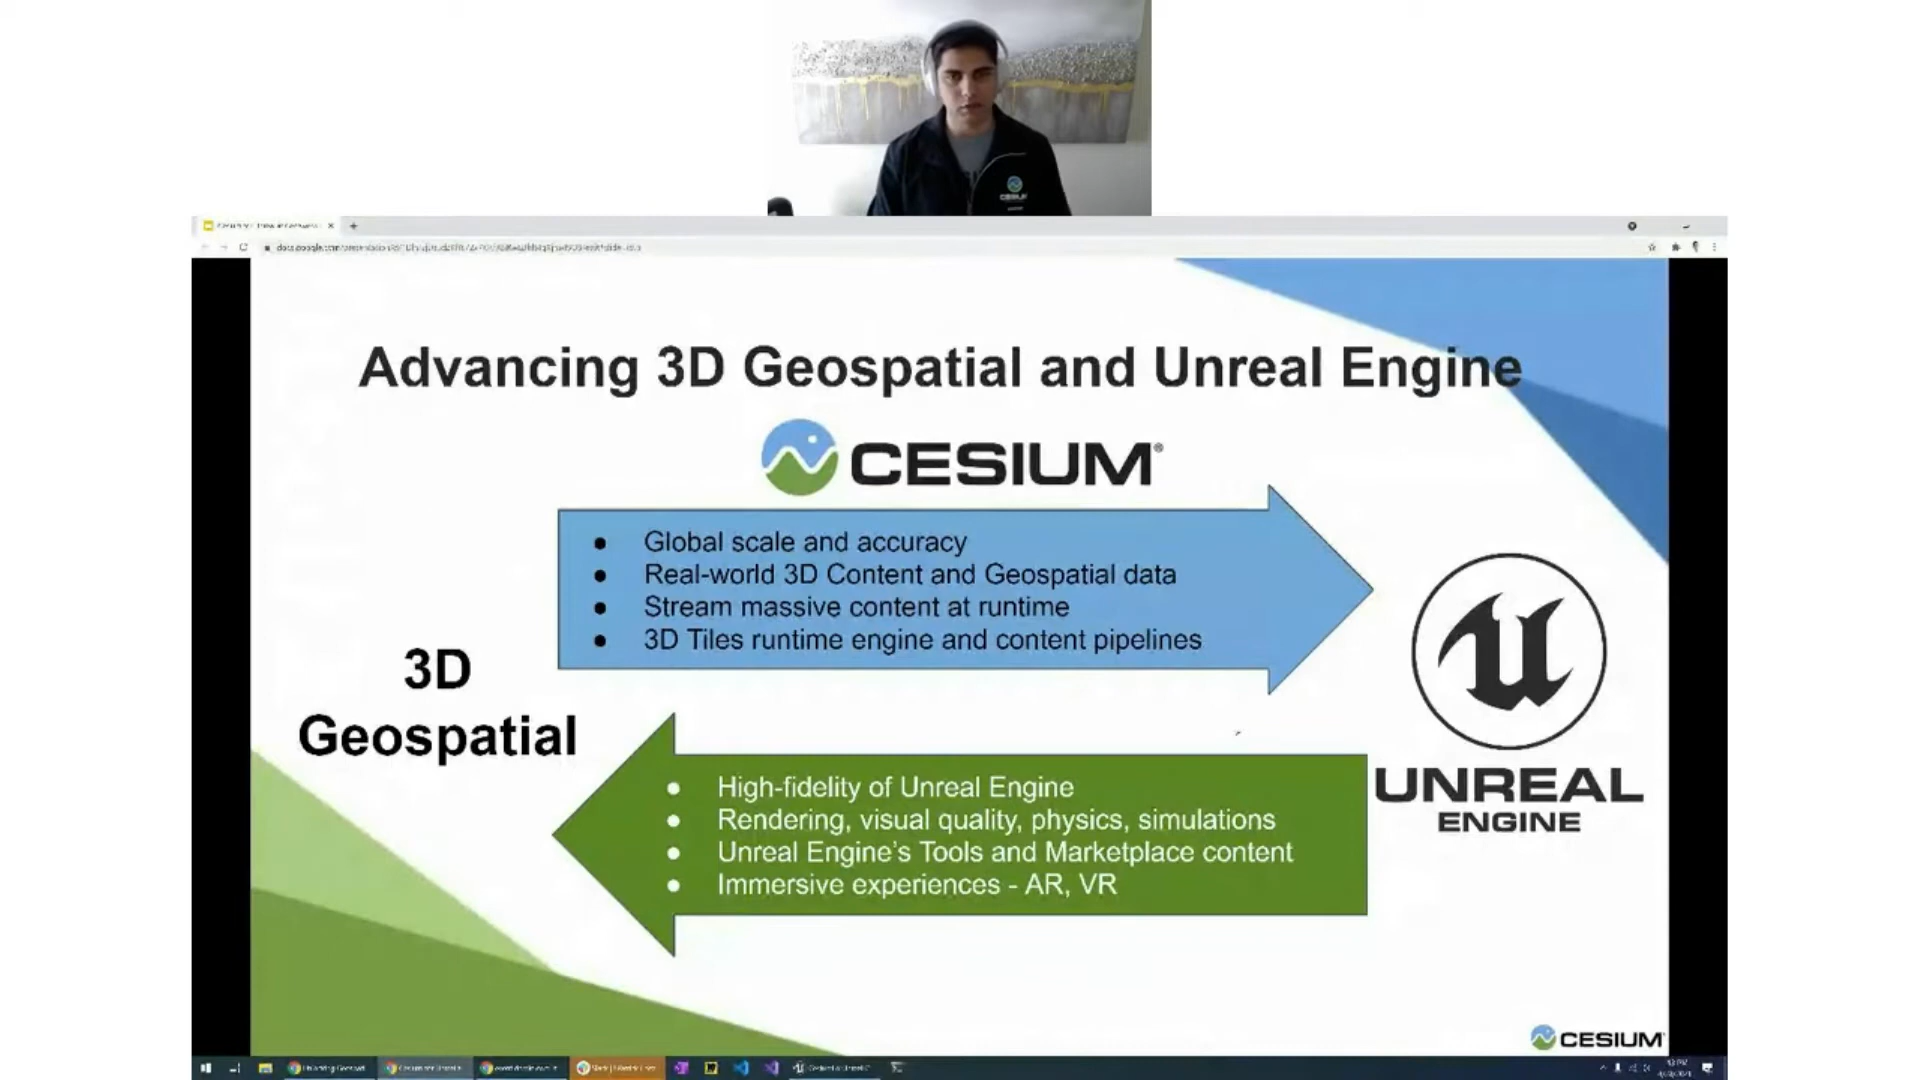 CESIUM
Advancing 3D Geospatial and Unreal Engine
CESIUM®
● Global scale and accuracy
● Real-world 3D Content and Geospatial data
● Stream massive content at runtime
● 3D Tiles runtime engine and content pipelines
3D
Geospatial
● High-fidelity of Unreal Engine
● Rendering, visual quality, physics, simulations
● Unreal Engine's Tools and Marketplace content
● Immersive experiences - AR, VR
UNREAL
ENGINE
CESIUM